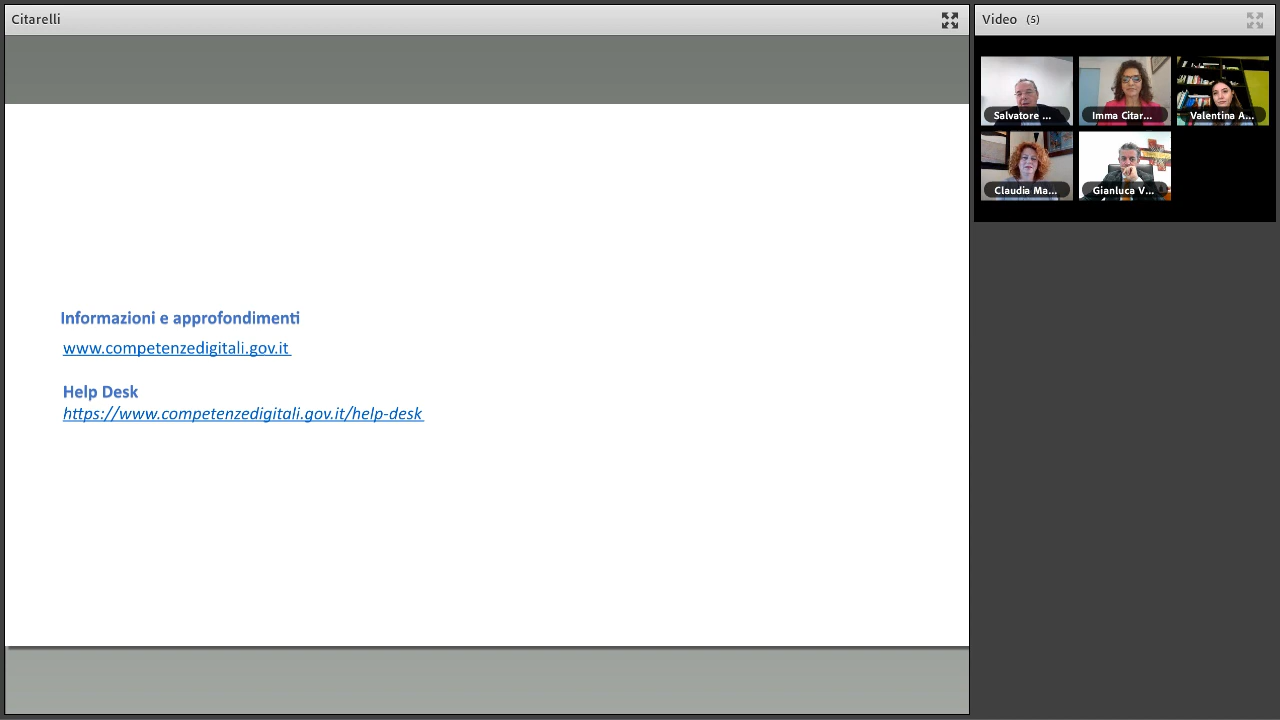 Citarelli
Video (5)
Salvatore ...
Imma Citar...
Valentina A...
Claudia Ma...
Gianluca V...
Informazioni e approfondimenti
www.competenzedigitali.gov.it
Help Desk
https://www.competenzedigitali.gov.it/help-desk